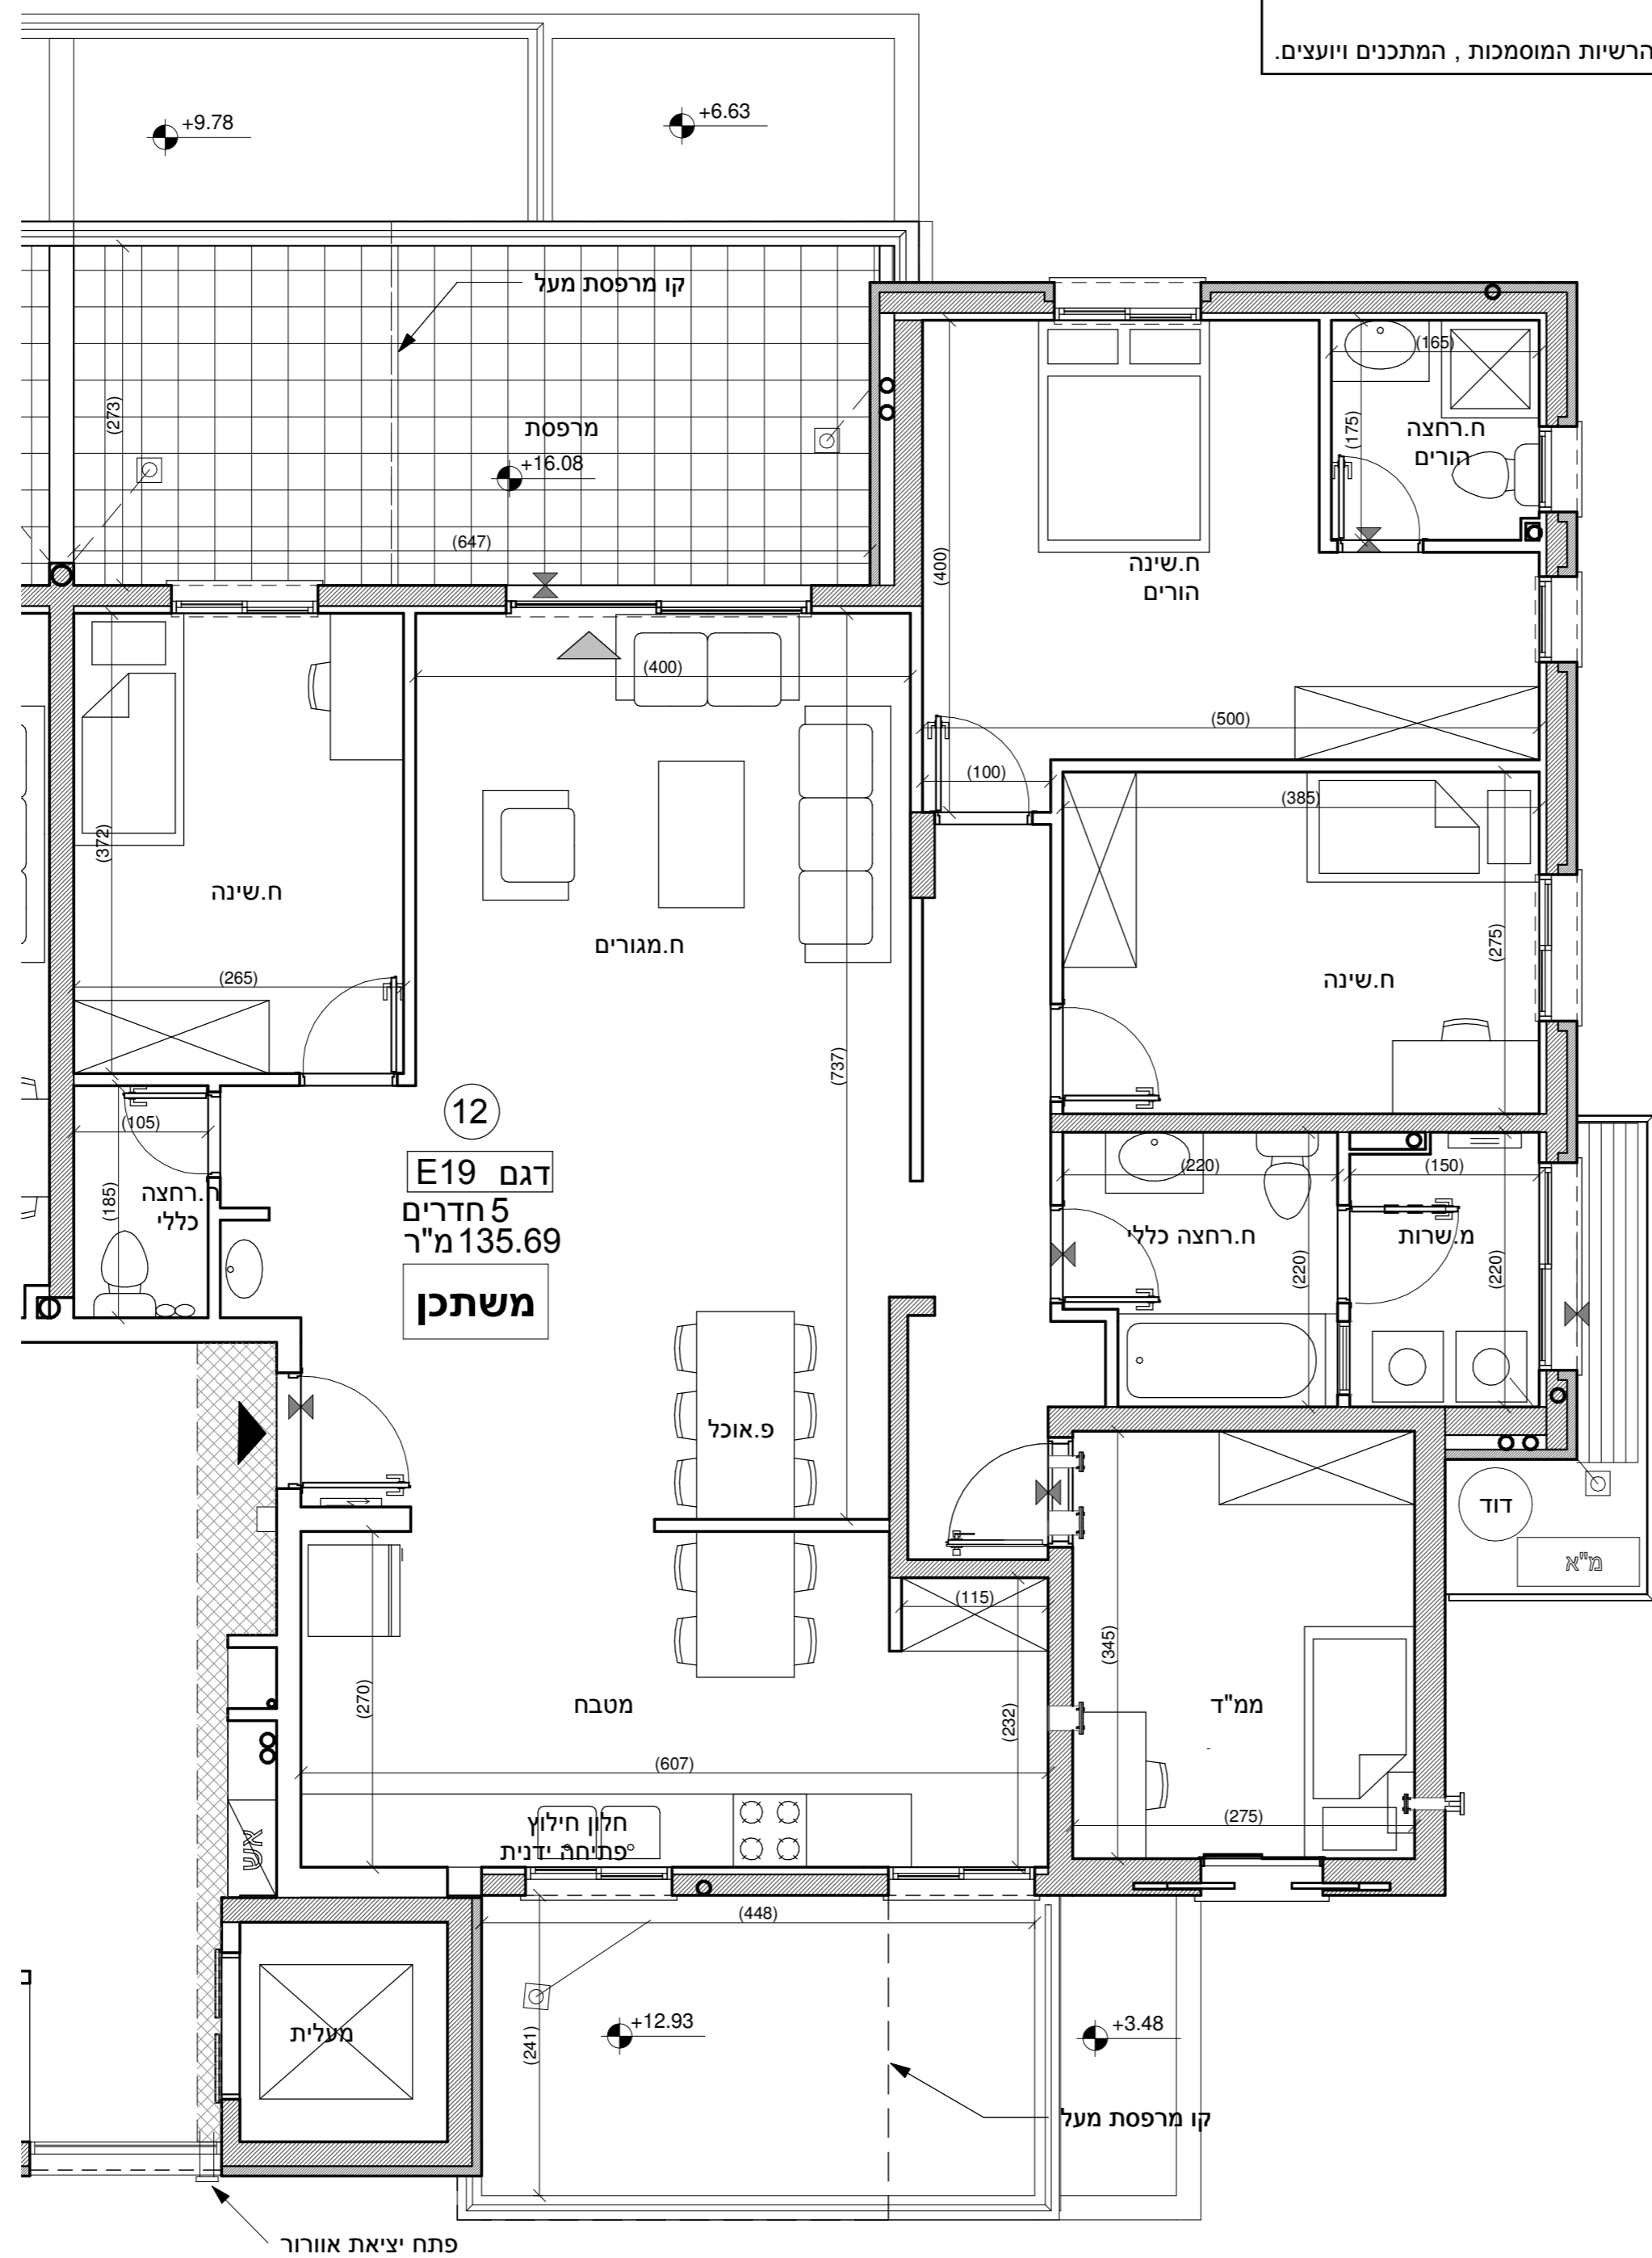 הרשיות המוסמכות , המתכנים ויועצים.
+9.78
+6.63
קו מרפסת מעל
(273)
מרפסת
+16.08
(647)
(165)
(175)
ח.רחצה
הורים
(400)
ח.שינה
הורים
(500)
(100)
(400)
(372)
ח.שינה
(265)
ח.מגורים
(737)
(385)
(275)
ח.שינה
12
דגם E19
5 חדרים
135.69 מ"ר
משתכן
(105)
(185)
ח.רחצה
כללי
(220)
(220)
ח.רחצה כללי
(150)
(220)
מ.שרות
פ.אוכל
דוד
מ"א
(115)
(345)
(270)
(232)
מטבח
(607)
ממ"ד
(275)
חלון חילוץ
פתיחה ידנית
אש
(448)
(241)
+12.93
+3.48
מעלית
קו מרפסת מעל
פתח יציאת אוורור